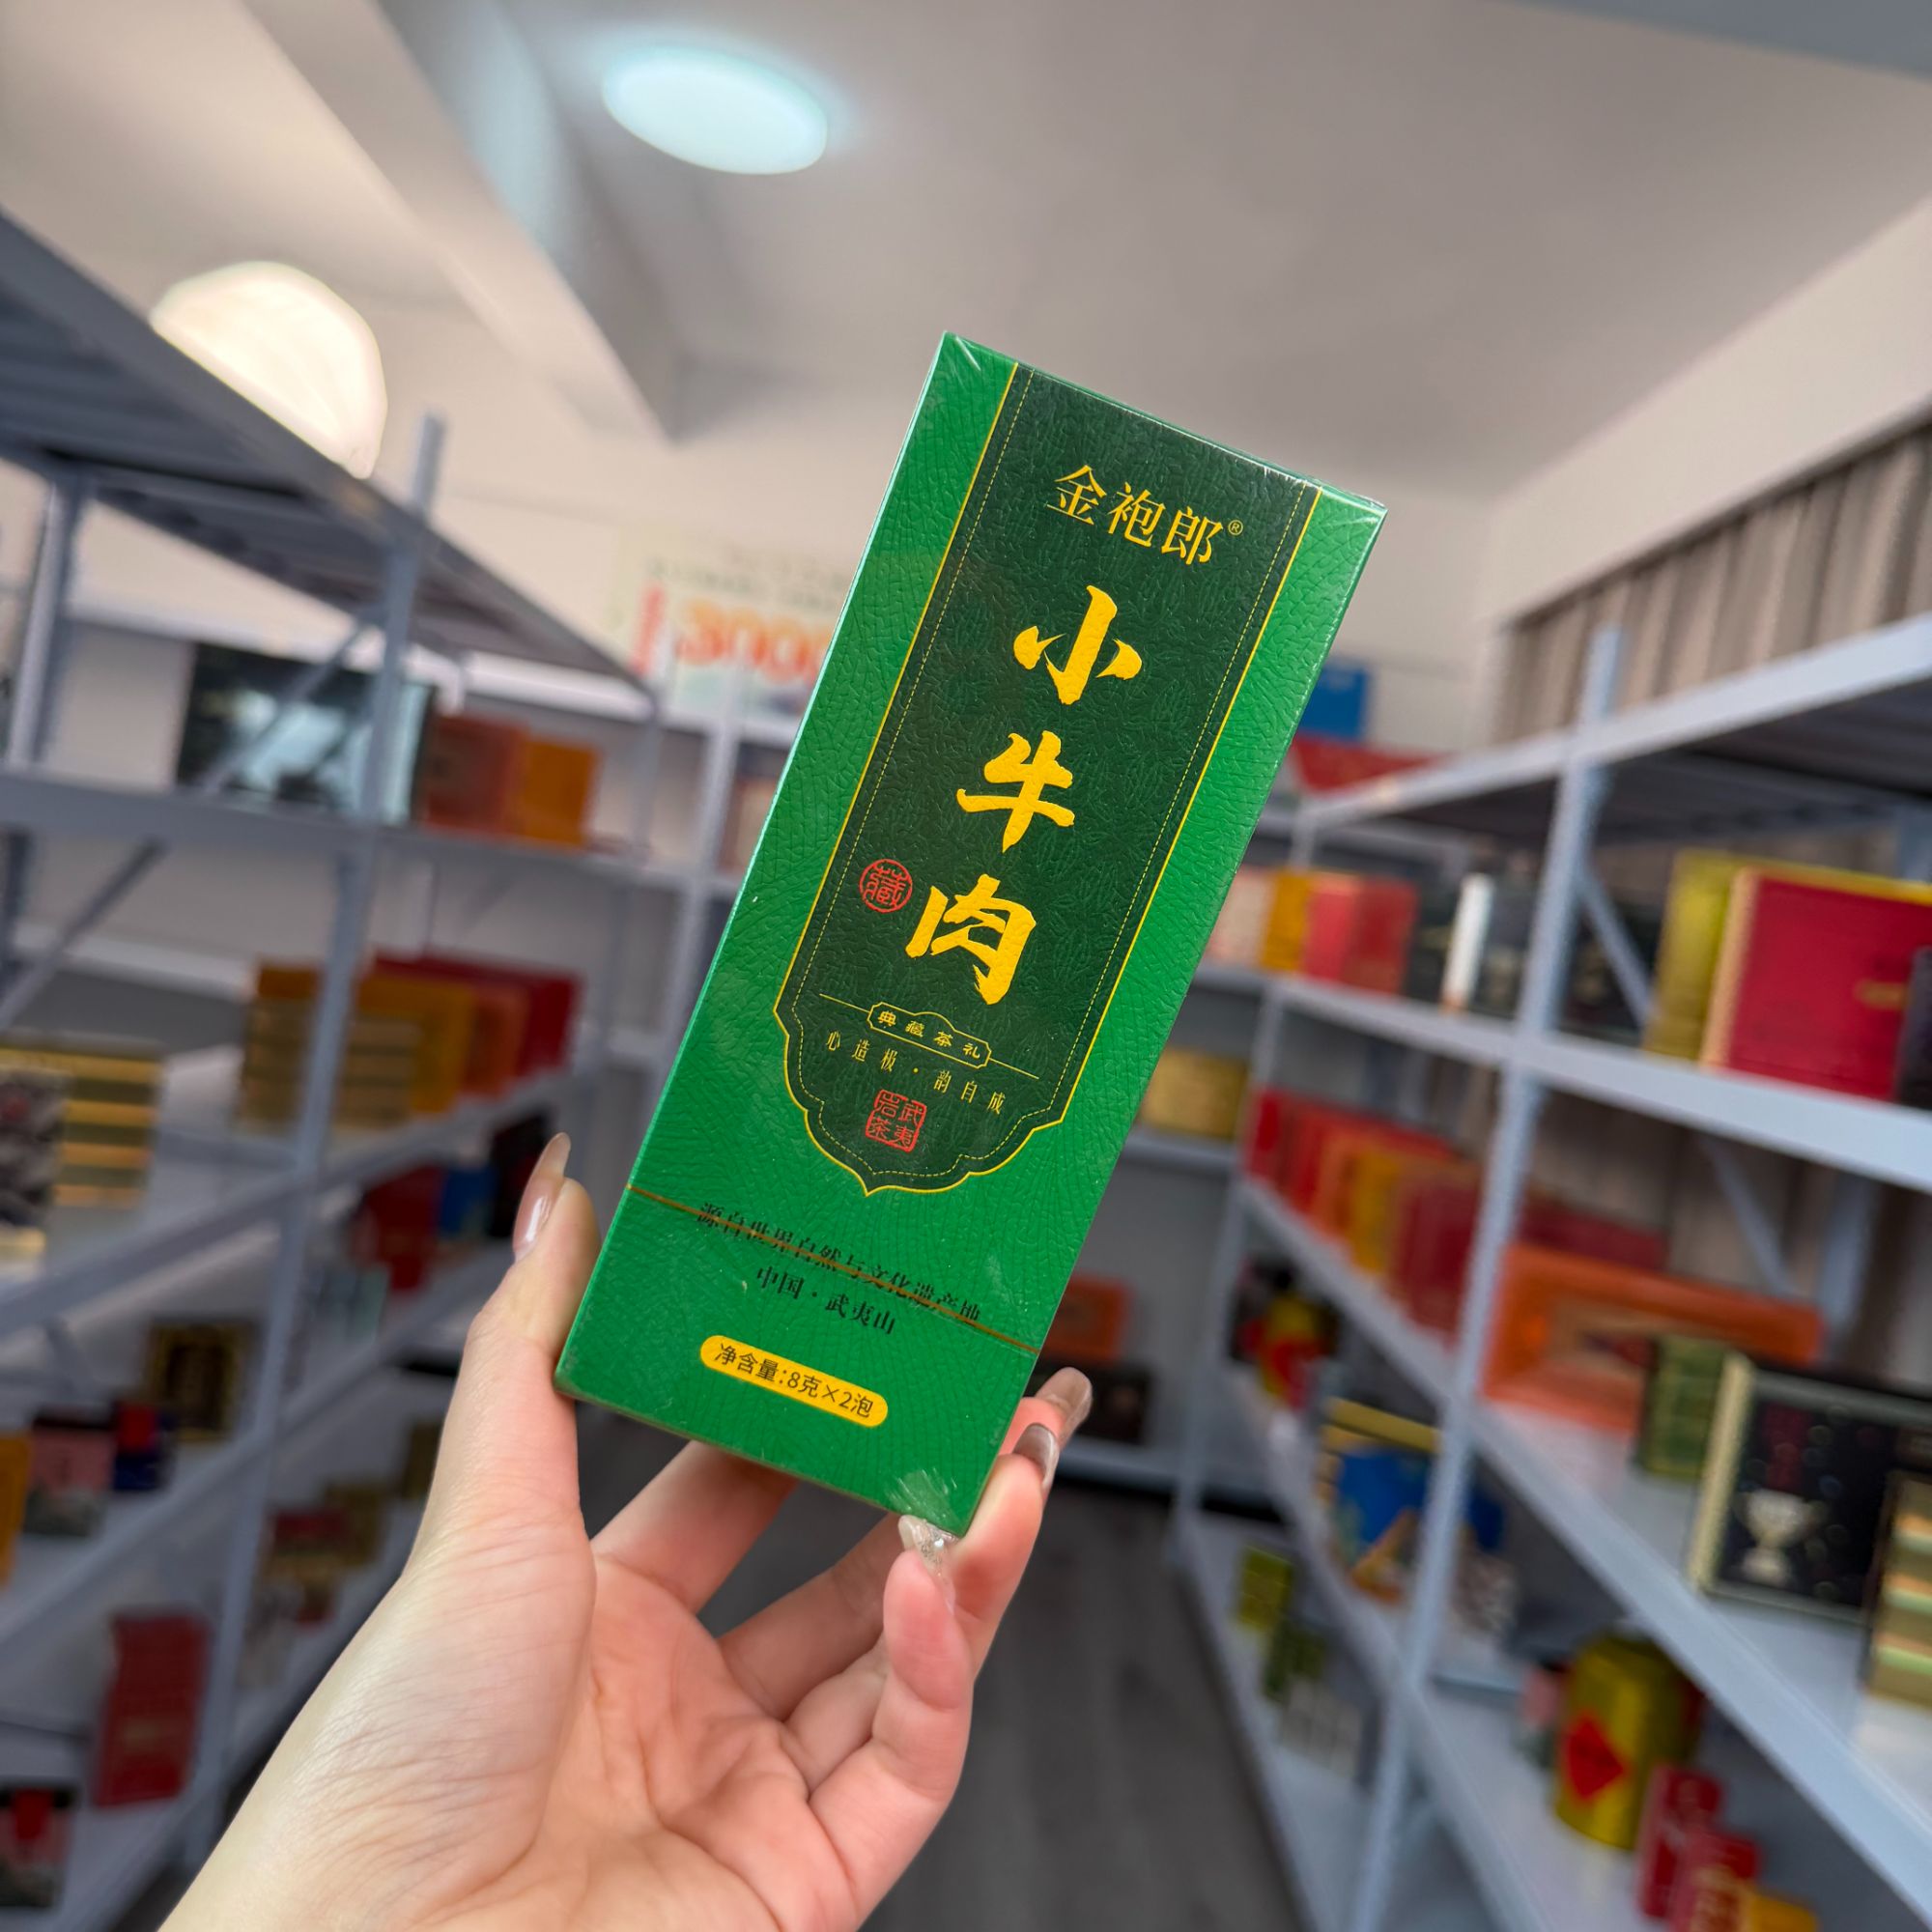 金袍郎®
小牛肉
藏
典藏茶礼
心造极·韵自成
武夷岩茶
源自世界自然与文化遗产地
中国·武夷山
净含量:8克×2泡